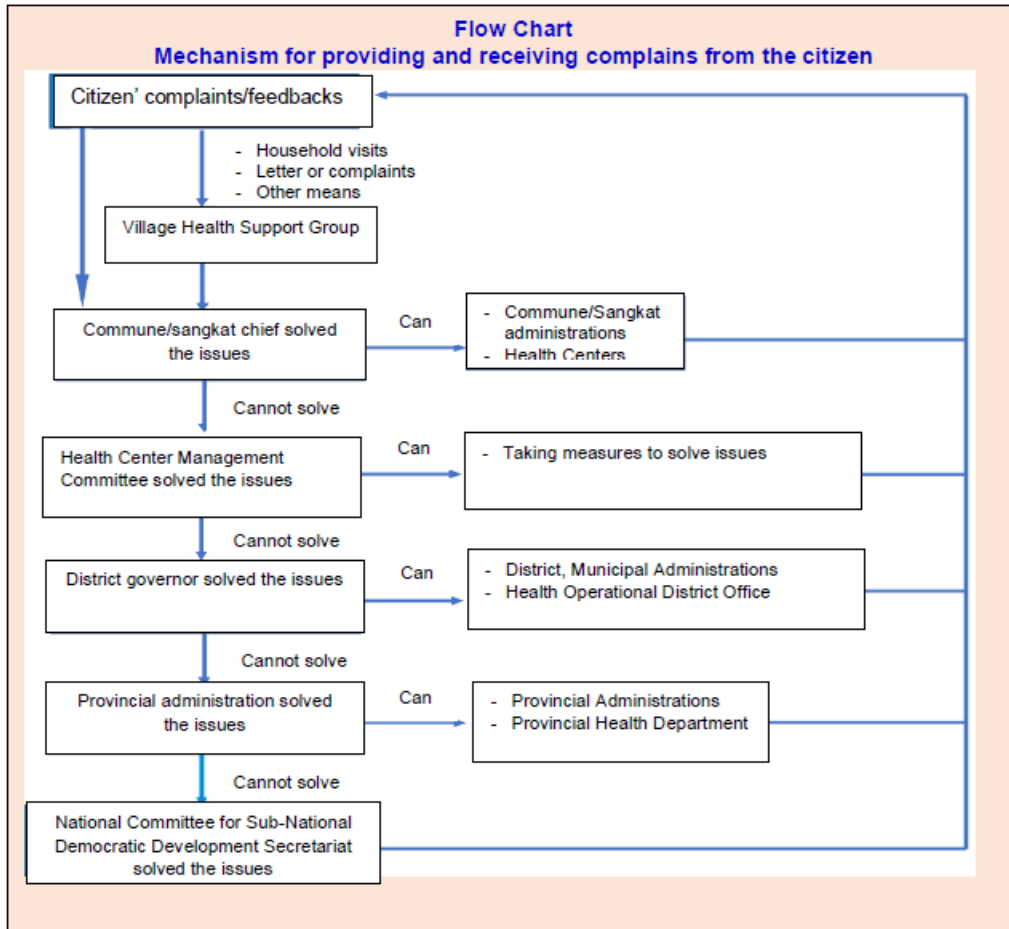 Flow Chart
Mechanism for providing and receiving complains from the citizen
Citizen' complaints/feedbacks
- Household visits
- Letter or complaints
- Other means
Village Health Support Group
Commune/sangkat chief solved
the issues
Can
- Commune/Sangkat
administrations
- Health Centers
Cannot solve
Health Center Management
Committee solved the issues
Can
- Taking measures to solve issues
Cannot solve
District governor solved the issues
Can
- District, Municipal Administrations
- Health Operational District Office
Cannot solve
Provincial administration solved
the issues
Can
- Provincial Administrations
- Provincial Health Department
Cannot solve
National Committee for Sub-National
Democratic Development Secretariat
solved the issues